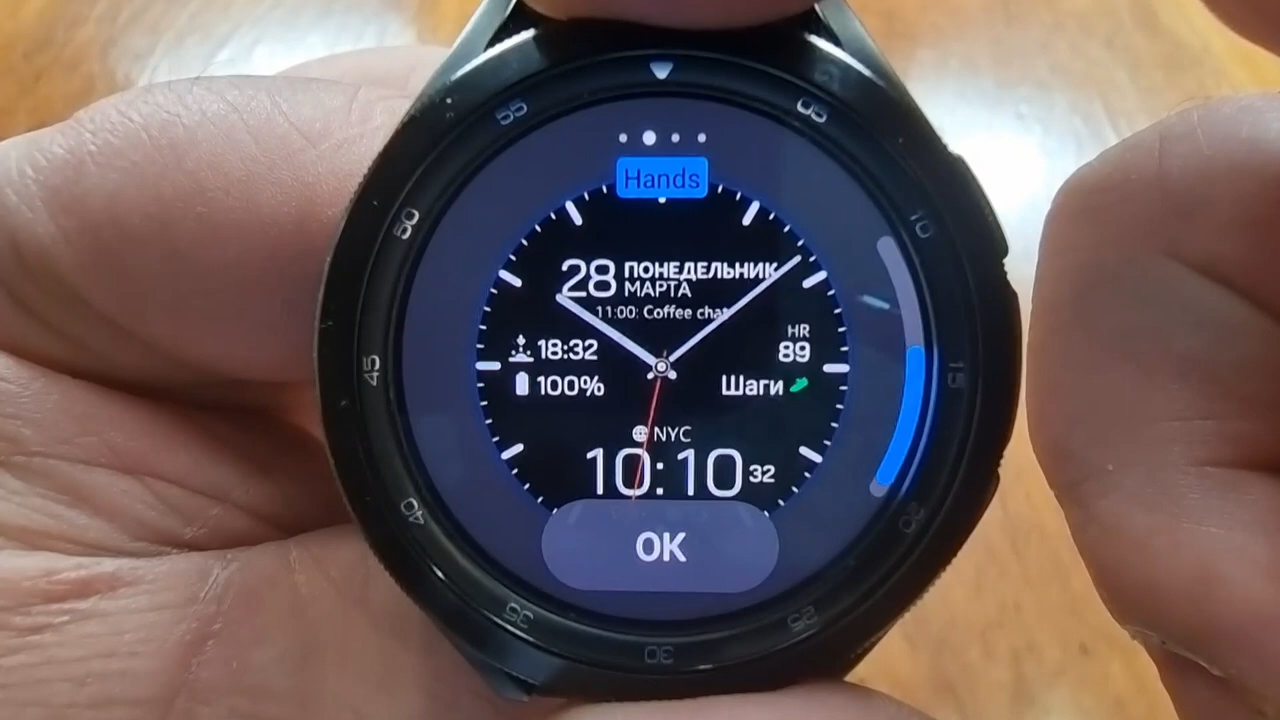 55
05
50
10
45
15
40
20
35
25
30
Hands
28 ПОНЕДЕЛЬНИК
МАРТА
11:00: Coffee chat
18:32
HR
89
100%
Шаги
NYC
10:10 32
OK